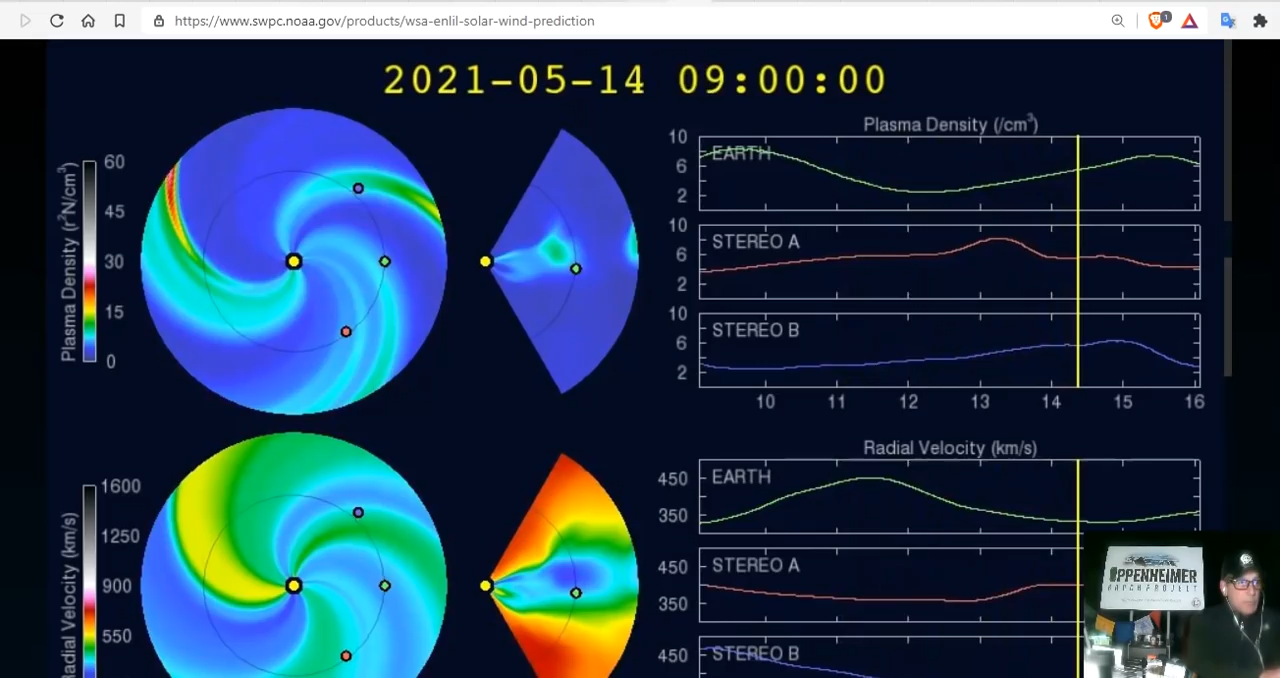 https://www.swpc.noaa.gov/products/wsa-enlil-solar-wind-prediction
1
2021-05-14 09:00:00
Plasma Density (r²N/cm³)
60
45
30
15
0
Plasma Density (/cm³)
10
6
2
EARTH
10
6
2
STEREO A
10
6
2
STEREO B
10 11 12 13 14 15 16
Radial Velocity (km/s)
1600
1250
900
550
Radial Velocity (km/s)
450
350
EARTH
450
350
STEREO A
450
STEREO B
OPPENHEIMER
RANCH PROJECT